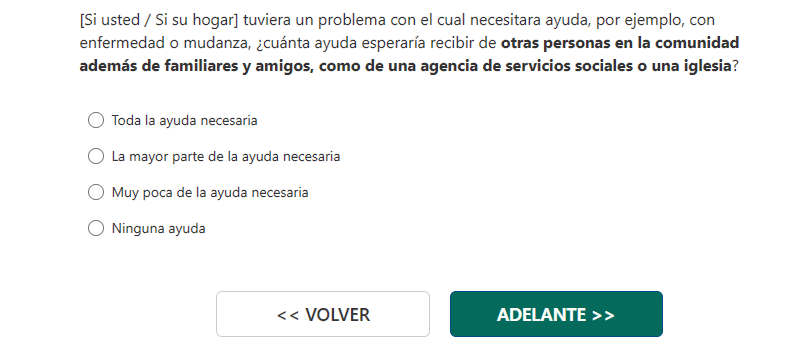 [Si usted / Si su hogar] tuviera un problema con el cual necesitara ayuda, por ejemplo, con
enfermedad o mudanza, ¿cuánta ayuda esperaría recibir de otras personas en la comunidad
además de familiares y amigos, como de una agencia de servicios sociales o una iglesia?
Toda la ayuda necesaria
La mayor parte de la ayuda necesaria
Muy poca de la ayuda necesaria
Ninguna ayuda
<< VOLVER
ADELANTE >>